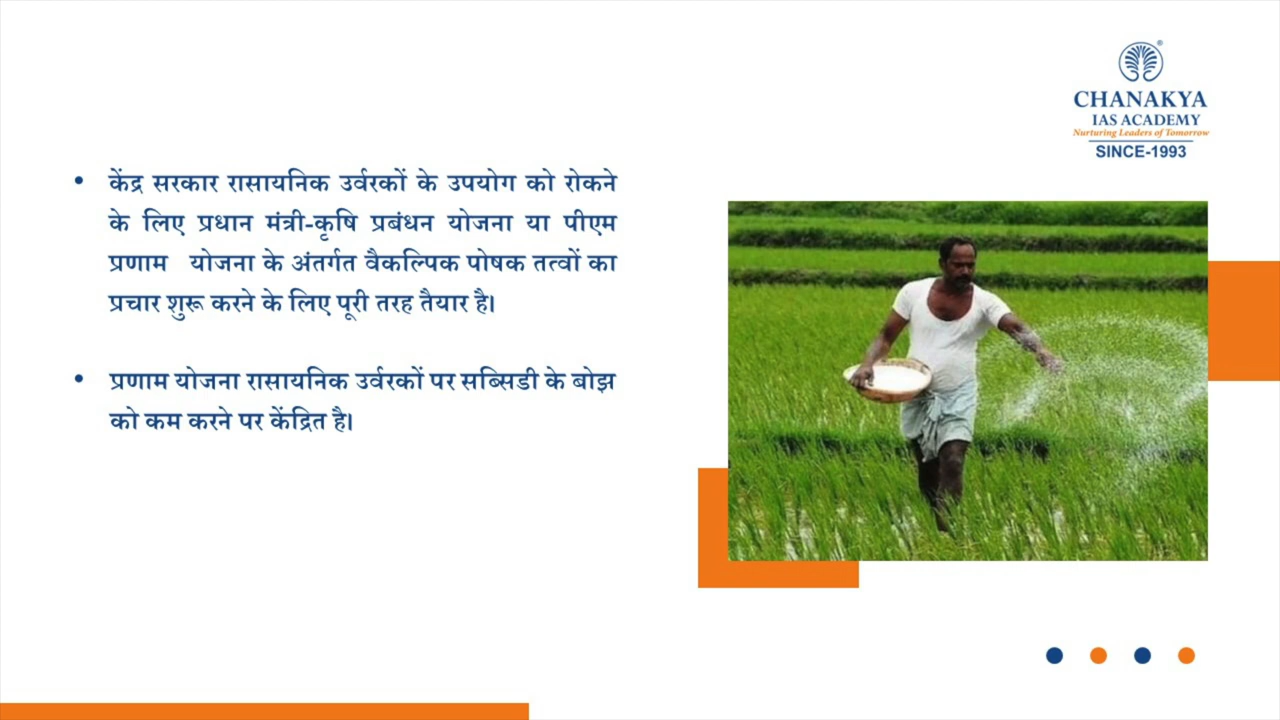 CHANAKYA
IAS ACADEMY
Nurturing Leaders of Tomorrow
SINCE-1993
• केंद्र सरकार रासायनिक उर्वरकों के उपयोग को रोकने
के लिए प्रधान मंत्री-कृषि प्रबंधन योजना या पीएम
प्रणाम योजना के अंतर्गत वैकल्पिक पोषक तत्वों का
प्रचार शुरू करने के लिए पूरी तरह तैयार है।
• प्रणाम योजना रासायनिक उर्वरकों पर सब्सिडी के बोझ
को कम करने पर केंद्रित है।